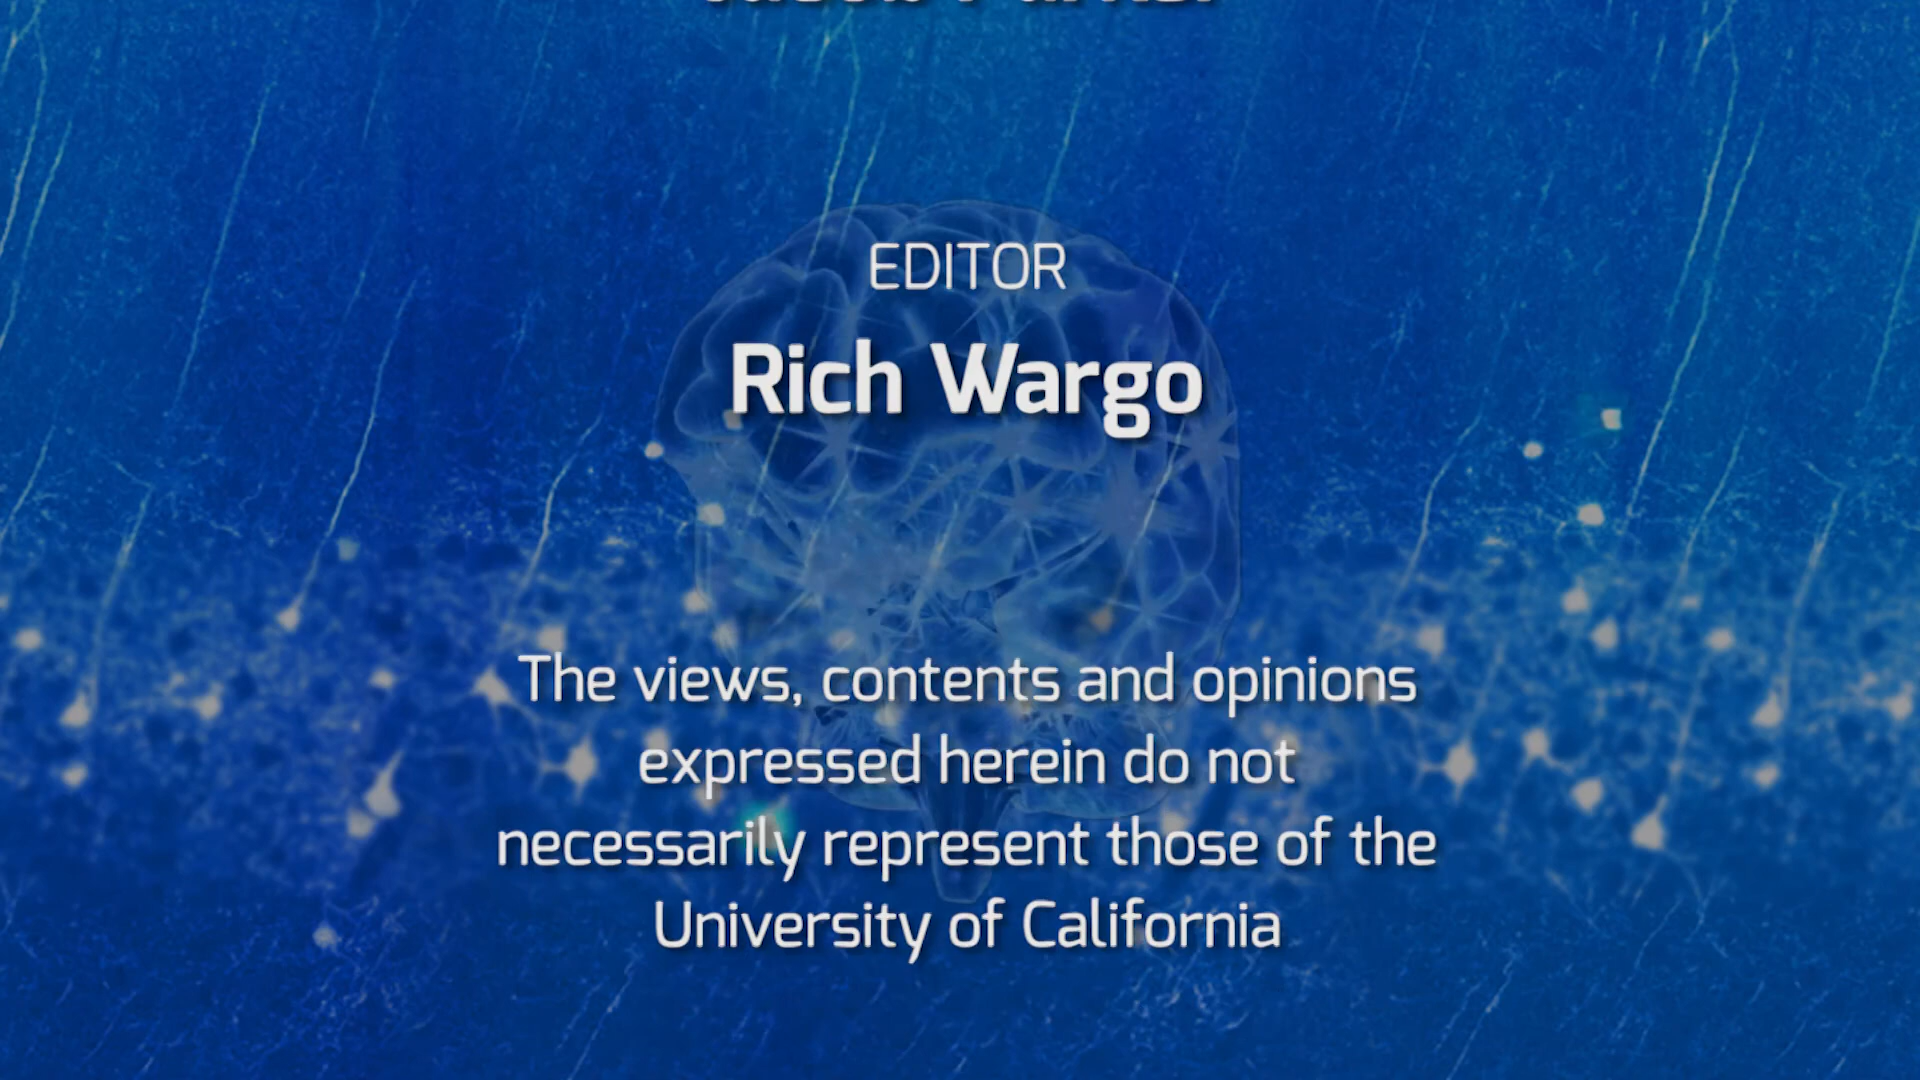 EDITOR
Rich Wargo
The views, contents and opinions
expressed herein do not
necessarily represent those of the
University of California